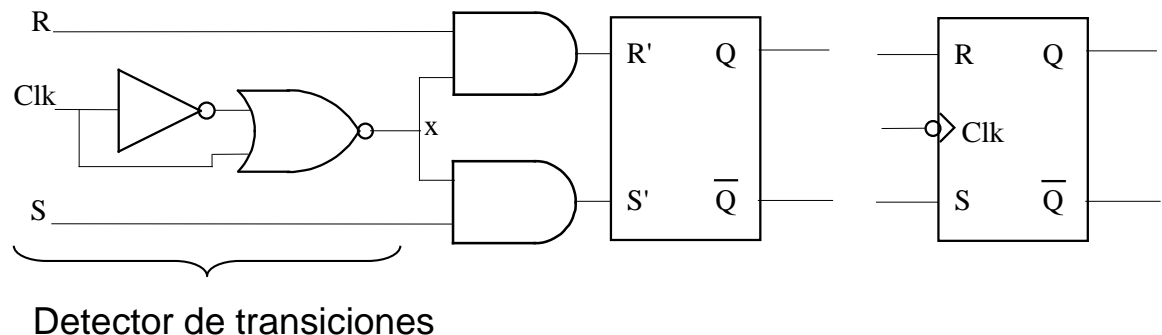 R
Clk
S
x
R'
Q
S'
Q̅
R
Q
Clk
S
Q̅
Detector de transiciones